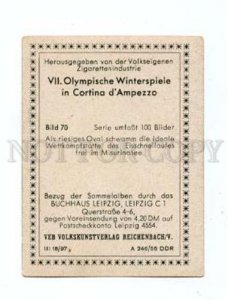 Herausgegeben von der Volkseigenen
Zigarettenindustrie
VII. Olympische Winterspiele
in Cortina d'Ampezzo
Bild 70 Serie umfaßt 100 Bilder
Als riesiges Oval schwamm die ideale
Wettkampfstätte des Eisschnellaufes
frei im Misurinasee.
Bezug der Sammelalben durch das
BUCHHAUS LEIPZIG, LEIPZIG C 1
Querstraße 4-6,
gegen Voreinsendung von 4,20 DM auf
Postscheckkonto Leipzig 4554.
VEB VOLKSKUNSTVERLAG REICHENBACH/V.
III 18/97 A 246/56 DDR